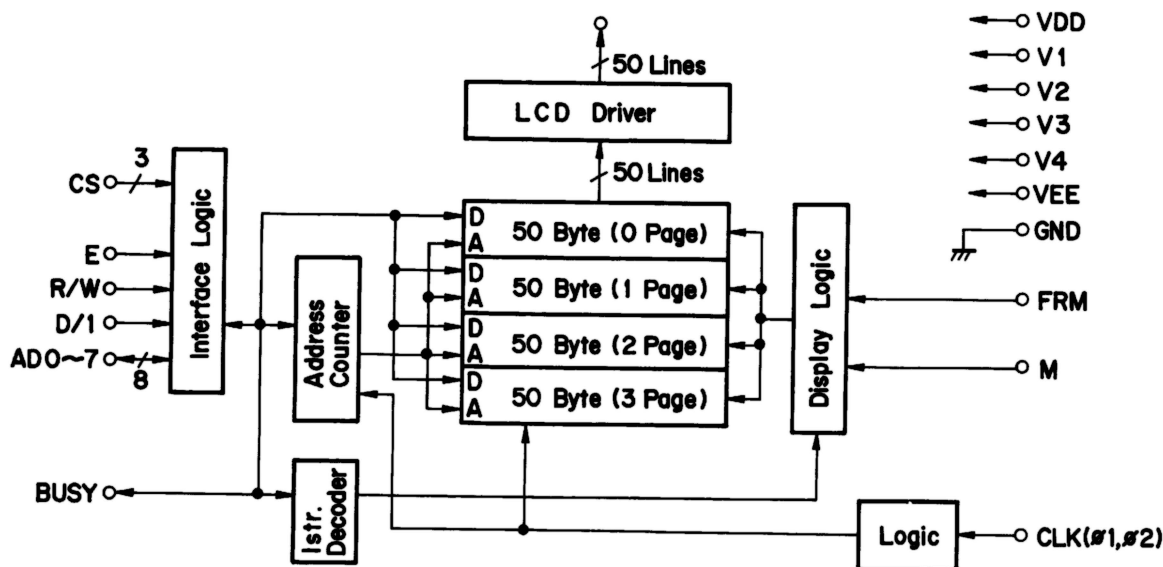 50 Lines
LCD Driver
50 Lines
3
CS
E
R/W
D/1
ADO~7
8
BUSY
Interface Logic
Address
Counter
Istr.
Decoder
D
A
50 Byte (0 Page)
D
A
50 Byte (1 Page)
D
A
50 Byte (2 Page)
D
A
50 Byte (3 Page)
Display Logic
Logic
VDD
V1
V2
V3
V4
VEE
GND
FRM
M
CLK(ø1,ø2)